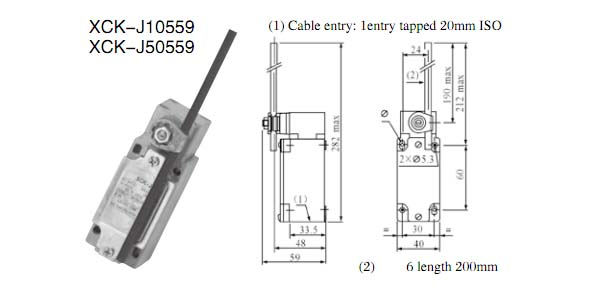 XCK-J10559
XCK-J50559
(1) Cable entry: 1entry tapped 20mm ISO
24
(2)
190 max
212 max
282 max
Ø
2×Ø5.3
60
(1)
33.5
48
59
= 30 =
40
(2) 6 length 200mm